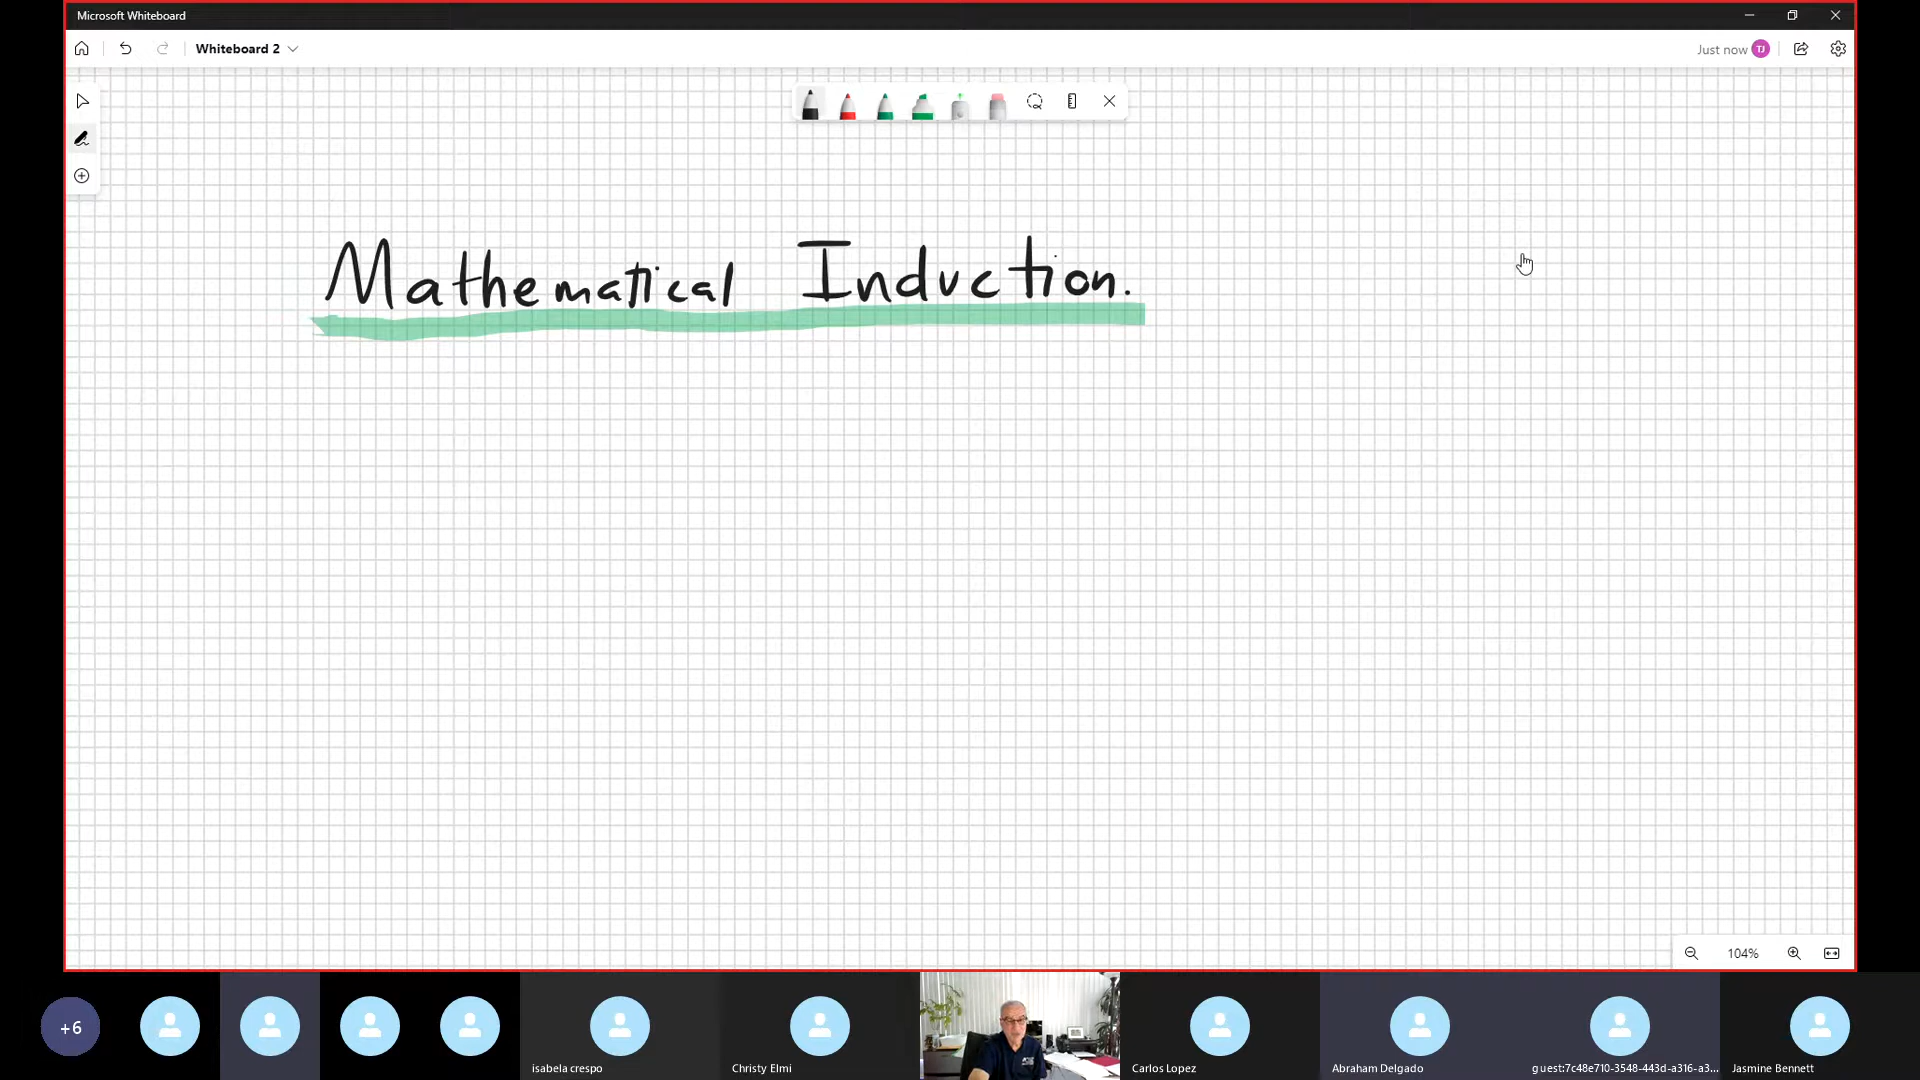 Microsoft Whiteboard
Whiteboard 2
Just now TJ
Mathematical Induction.
104%
+6
isabela crespo
Christy Elmi
Carlos Lopez
Abraham Delgado
guest:7c48e710-3548-443d-a316-a3...
Jasmine Bennett